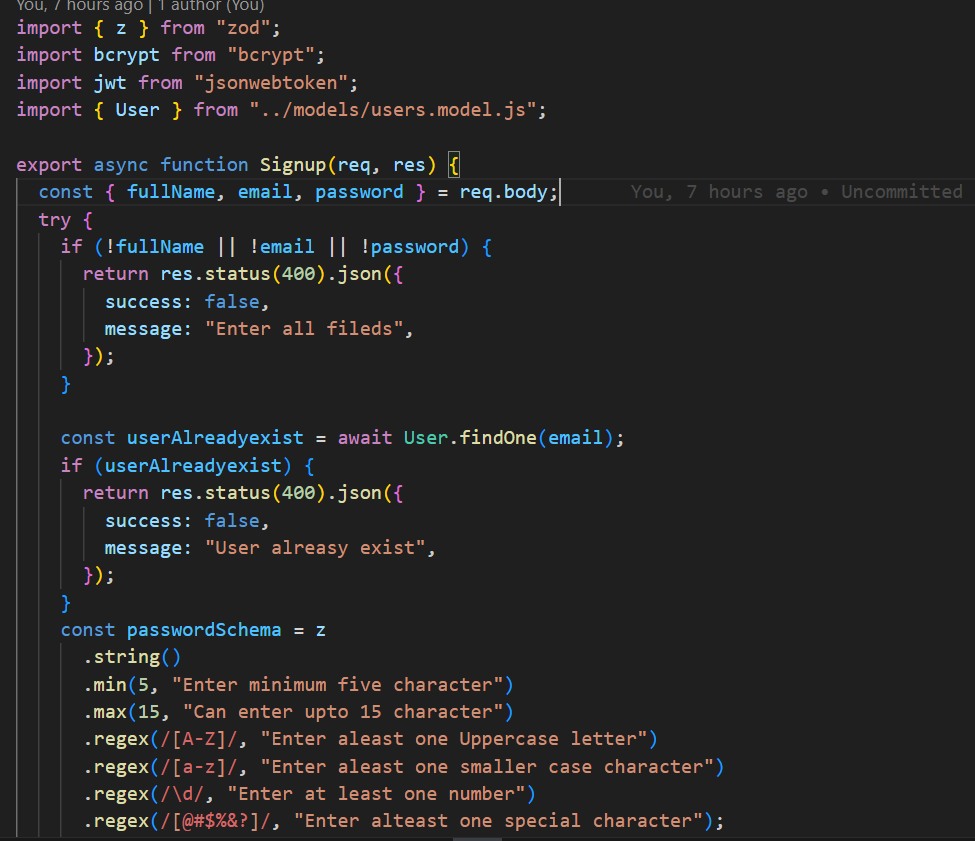 You, 7 hours ago | 1 author (You)
import { z } from "zod";
import bcrypt from "bcrypt";
import jwt from "jsonwebtoken";
import { User } from "../models/users.model.js";
export async function Signup(req, res) {
const { fullName, email, password } = req.body; You, 7 hours ago • Uncommitted
try {
if (!fullName || !email || !password) {
return res.status(400).json({
success: false,
message: "Enter all fileds",
});
}
const userAlreadyexist = await User.findOne(email);
if (userAlreadyexist) {
return res.status(400).json({
success: false,
message: "User alreasy exist",
});
}
const passwordSchema = z
.string()
.min(5, "Enter minimum five character")
.max(15, "Can enter upto 15 character")
.regex(/[A-Z]/, "Enter aleast one Uppercase letter")
.regex(/[a-z]/, "Enter aleast one smaller case character")
.regex(/\d/, "Enter at least one number")
.regex(/[@#$%&?]/, "Enter alteast one special character");